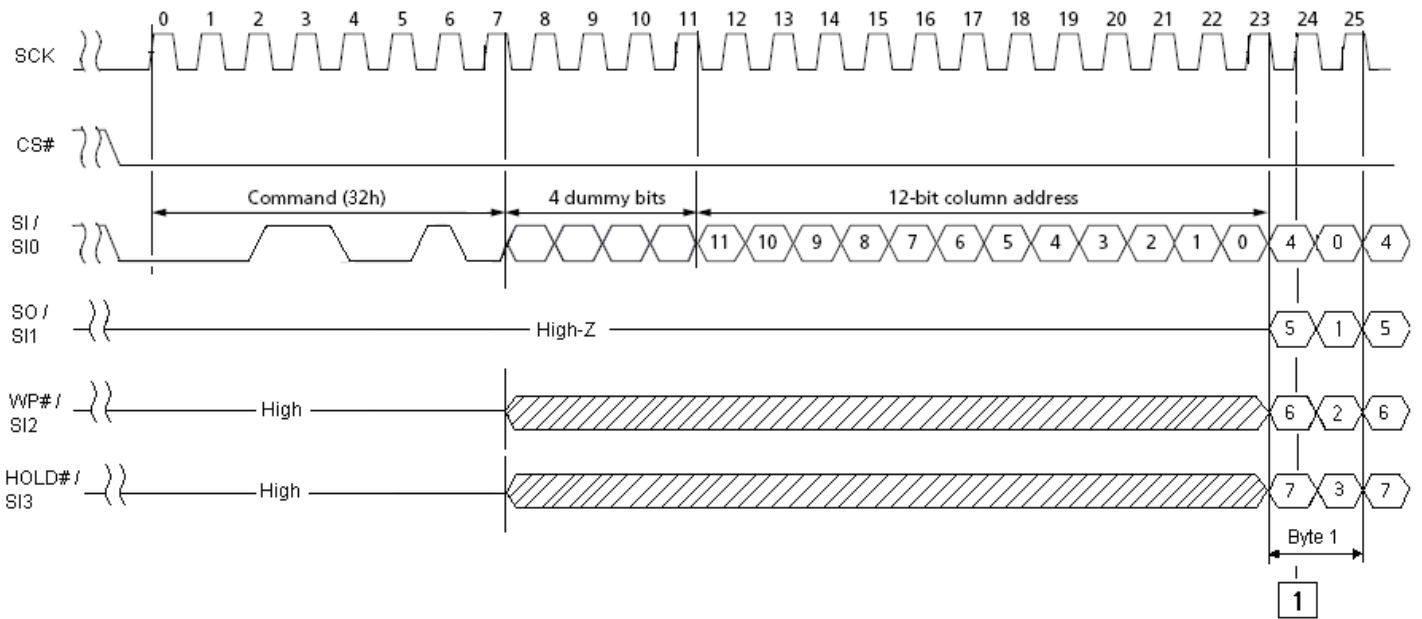 0 1 2 3 4 5 6 7 8 9 10 11 12 13 14 15 16 17 18 19 20 21 22 23 24 25
SCK
CS#
Command (32h) 4 dummy bits 12-bit column address
SI /
SI0
11 10 9 8 7 6 5 4 3 2 1 0 4 0 4
SO /
SI1
High-Z
5 1 5
WP# /
SI2
High
6 2 6
HOLD# /
SI3
High
7 3 7
Byte 1
1